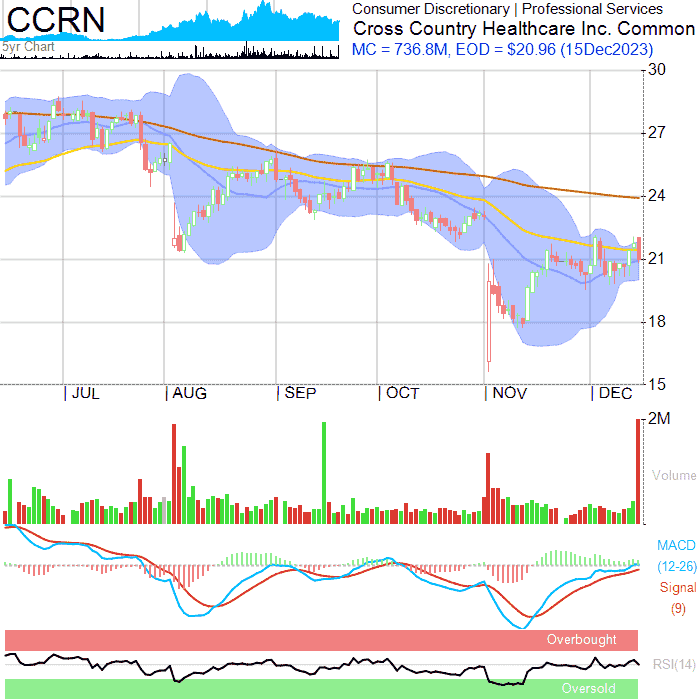 CCRN
5yr Chart
Consumer Discretionary | Professional Services
Cross Country Healthcare Inc. Common
MC = 736.8M, EOD = $20.96 (15Dec2023)
30
27
24
21
18
15
JUL
AUG
SEP
OCT
NOV
DEC
2M
Volume
MACD
(12-26)
Signal
(9)
Overbought
RSI(14)
Oversold